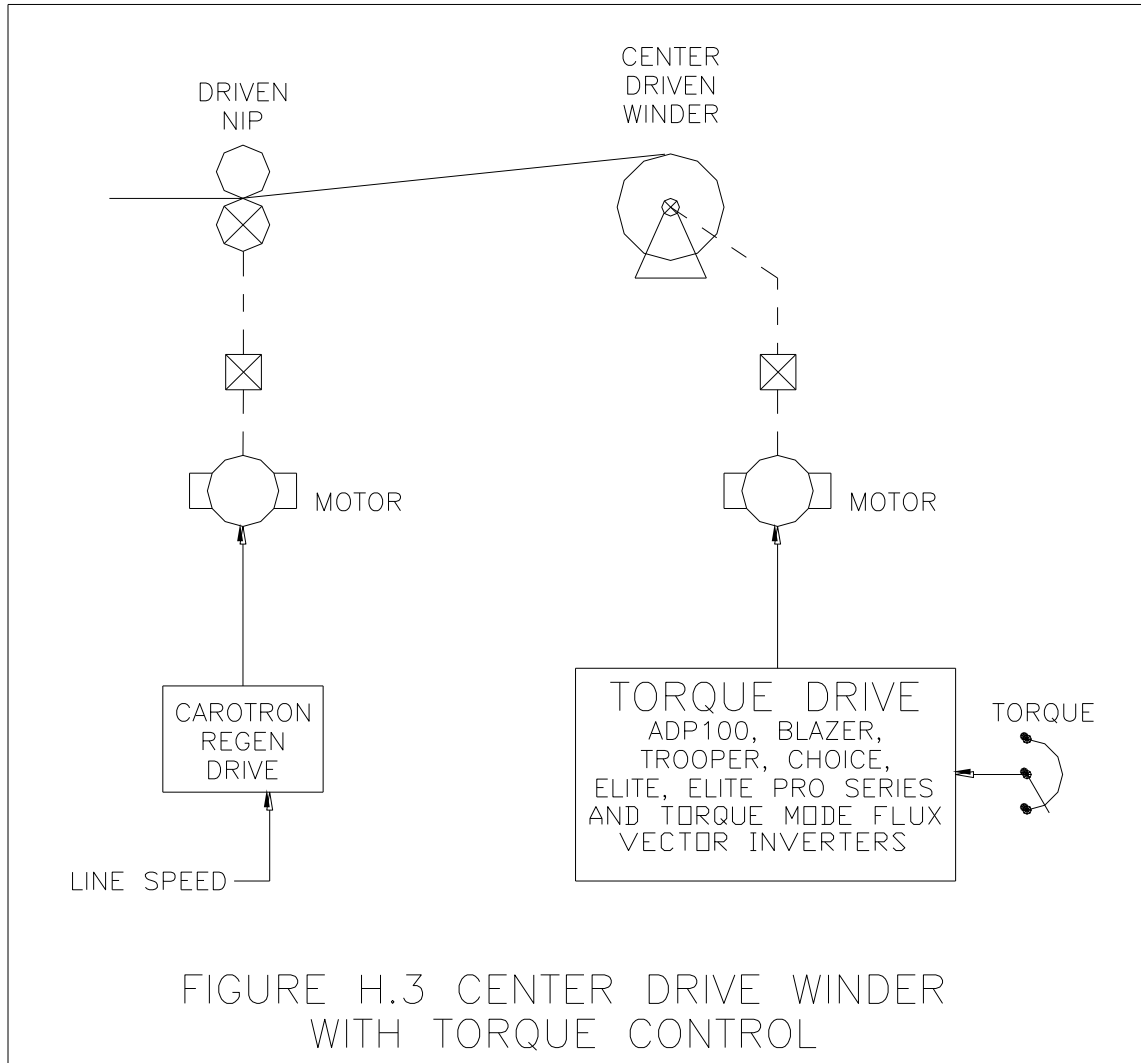 DRIVEN
NIP
CENTER
DRIVEN
WINDER
MOTOR
MOTOR
CAROTRON
REGEN
DRIVE
LINE SPEED
TORQUE DRIVE
ADP100, BLAZER,
TROOPER, CHOICE,
ELITE, ELITE PRO SERIES
AND TORQUE MODE FLUX
VECTOR INVERTERS
TORQUE
FIGURE H.3 CENTER DRIVE WINDER
WITH TORQUE CONTROL